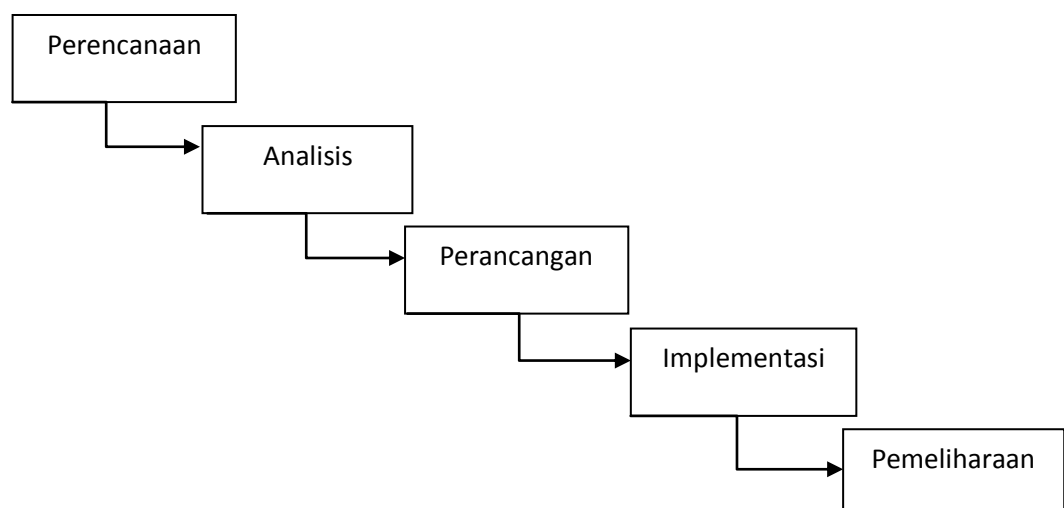 Perencanaan
Analisis
Perancangan
Implementasi
Pemeliharaan